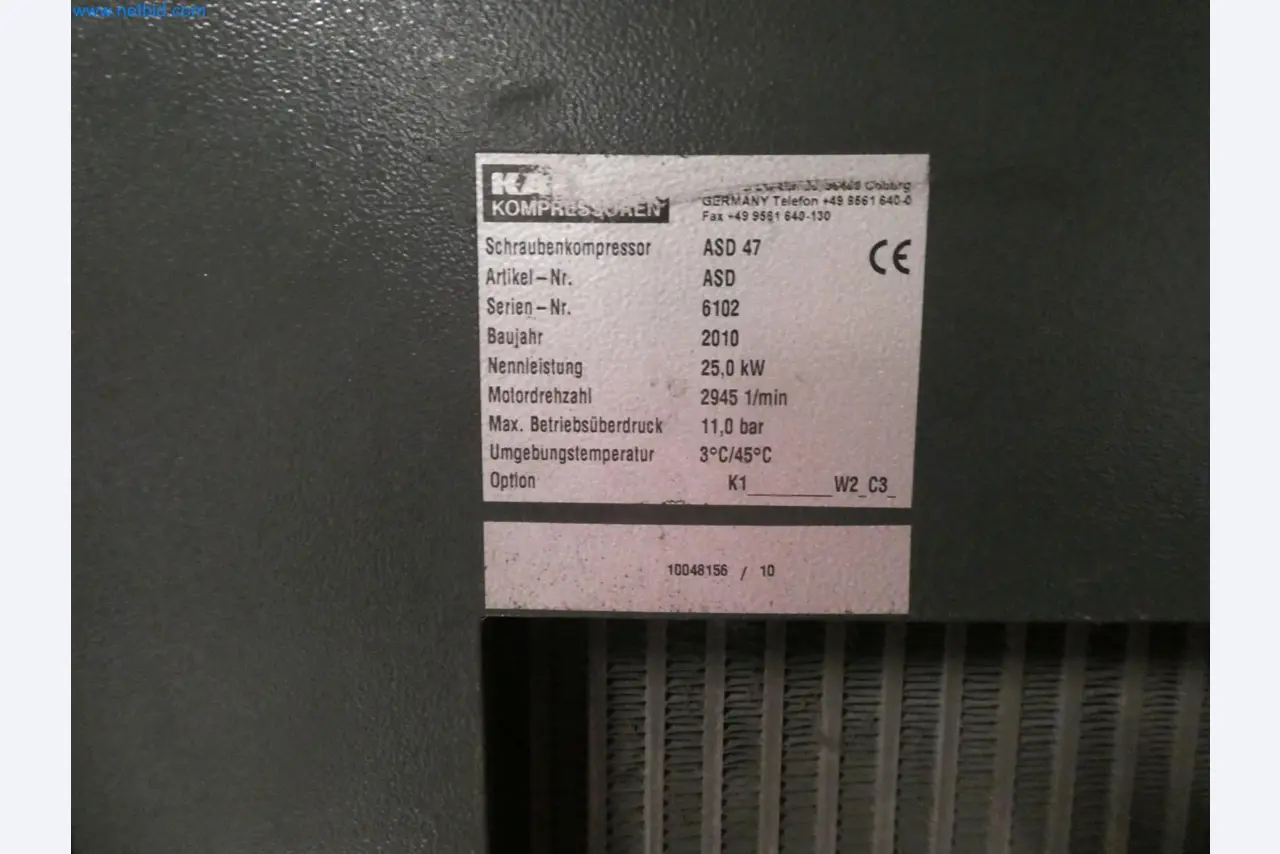 www.netbid.com
KOMPRESSOREN
Coburg
GERMANY Telefon +49 9561 640-0
Fax +49 9561 640-130
Schraubenkompressor ASD 47
CE
Artikel-Nr. ASD
Serien-Nr. 6102
Baujahr 2010
Nennleistung 25,0 kW
Motordrehzahl 2945 1/min
Max. Betriebsüberdruck 11,0 bar
Umgebungstemperatur 3°C/45°C
Option K1________W2_C3_
10048156 / 10